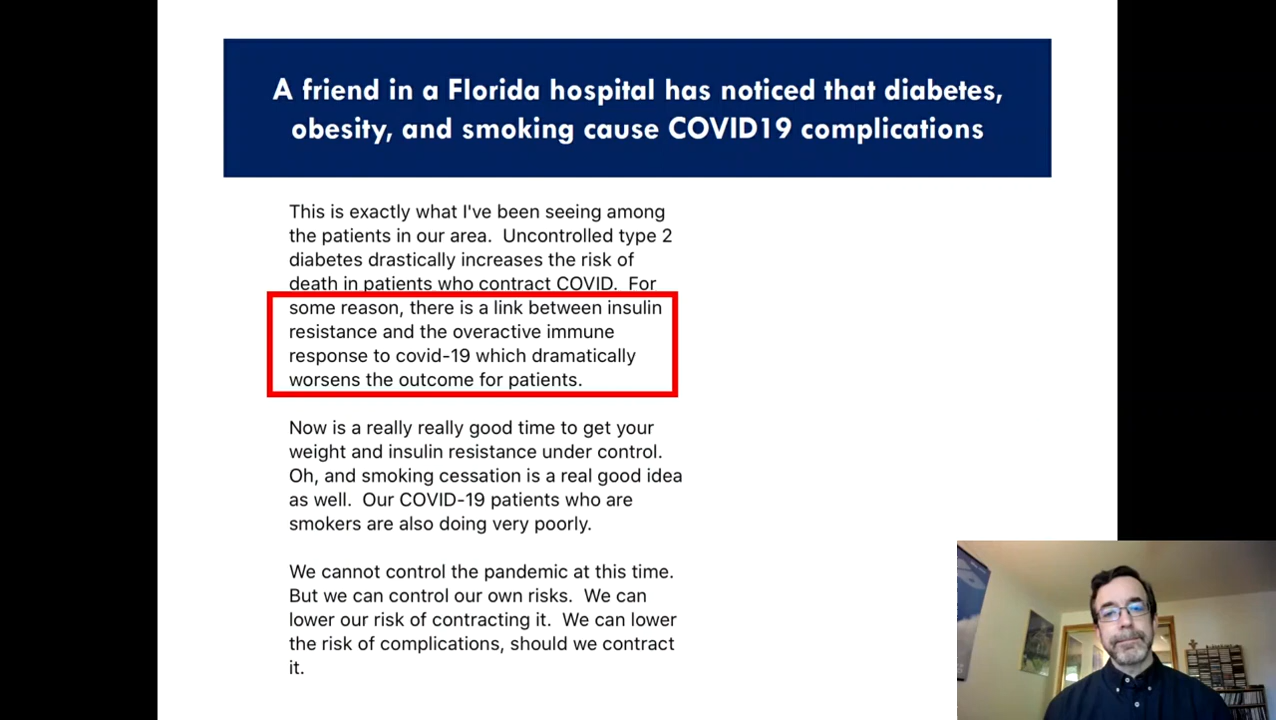 A friend in a Florida hospital has noticed that diabetes,
obesity, and smoking cause COVID19 complications
This is exactly what I've been seeing among
the patients in our area.  Uncontrolled type 2
diabetes drastically increases the risk of
death in patients who contract COVID.  For
some reason, there is a link between insulin
resistance and the overactive immune
response to covid-19 which dramatically
worsens the outcome for patients.
Now is a really really good time to get your
weight and insulin resistance under control.
Oh, and smoking cessation is a real good idea
as well.  Our COVID-19 patients who are
smokers are also doing very poorly.
We cannot control the pandemic at this time.
But we can control our own risks.  We can
lower our risk of contracting it.  We can lower
the risk of complications, should we contract
it.